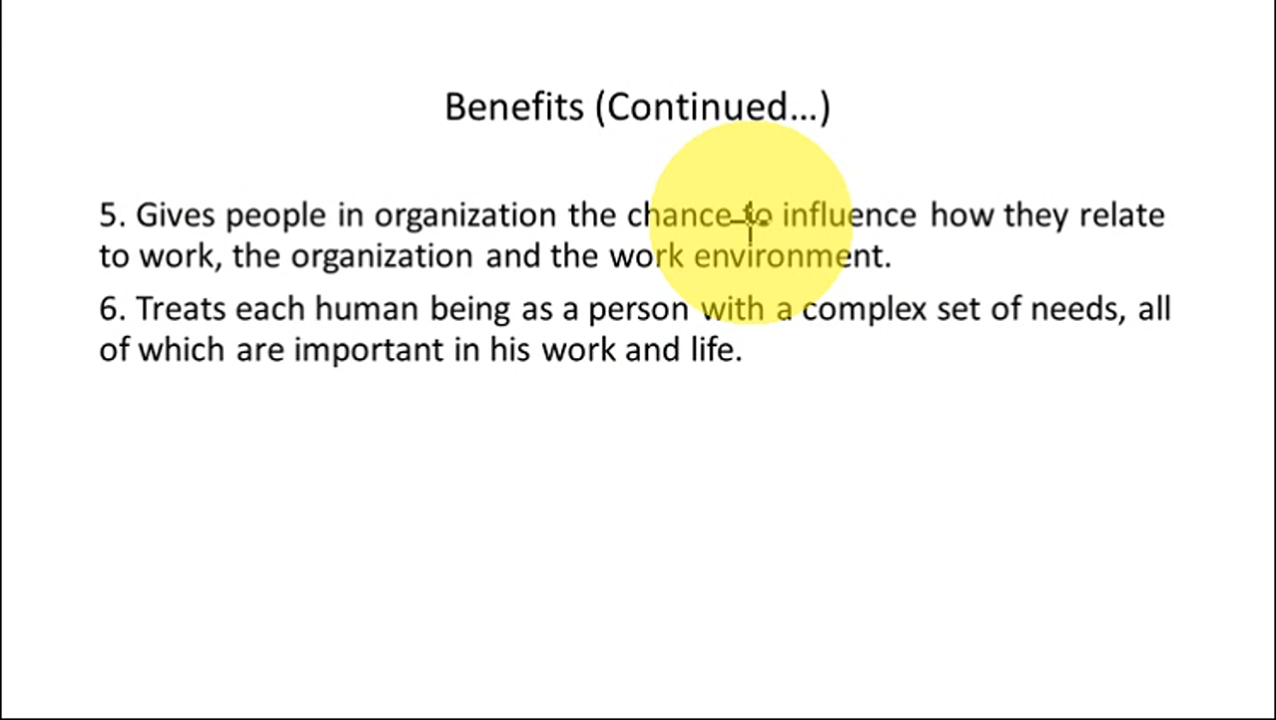 Benefits (Continued...)
5. Gives people in organization the chance to influence how they relate
to work, the organization and the work environment.
6. Treats each human being as a person with a complex set of needs, all
of which are important in his work and life.